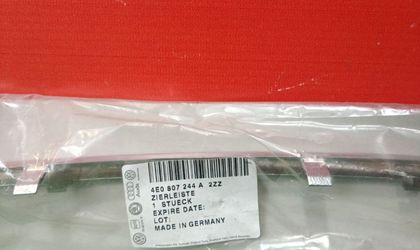 4E0 807 244 A 2ZZ
ZIERLEISTE
1 STUECK
EXPIRE DATE:
LOT:
MADE IN GERMANY